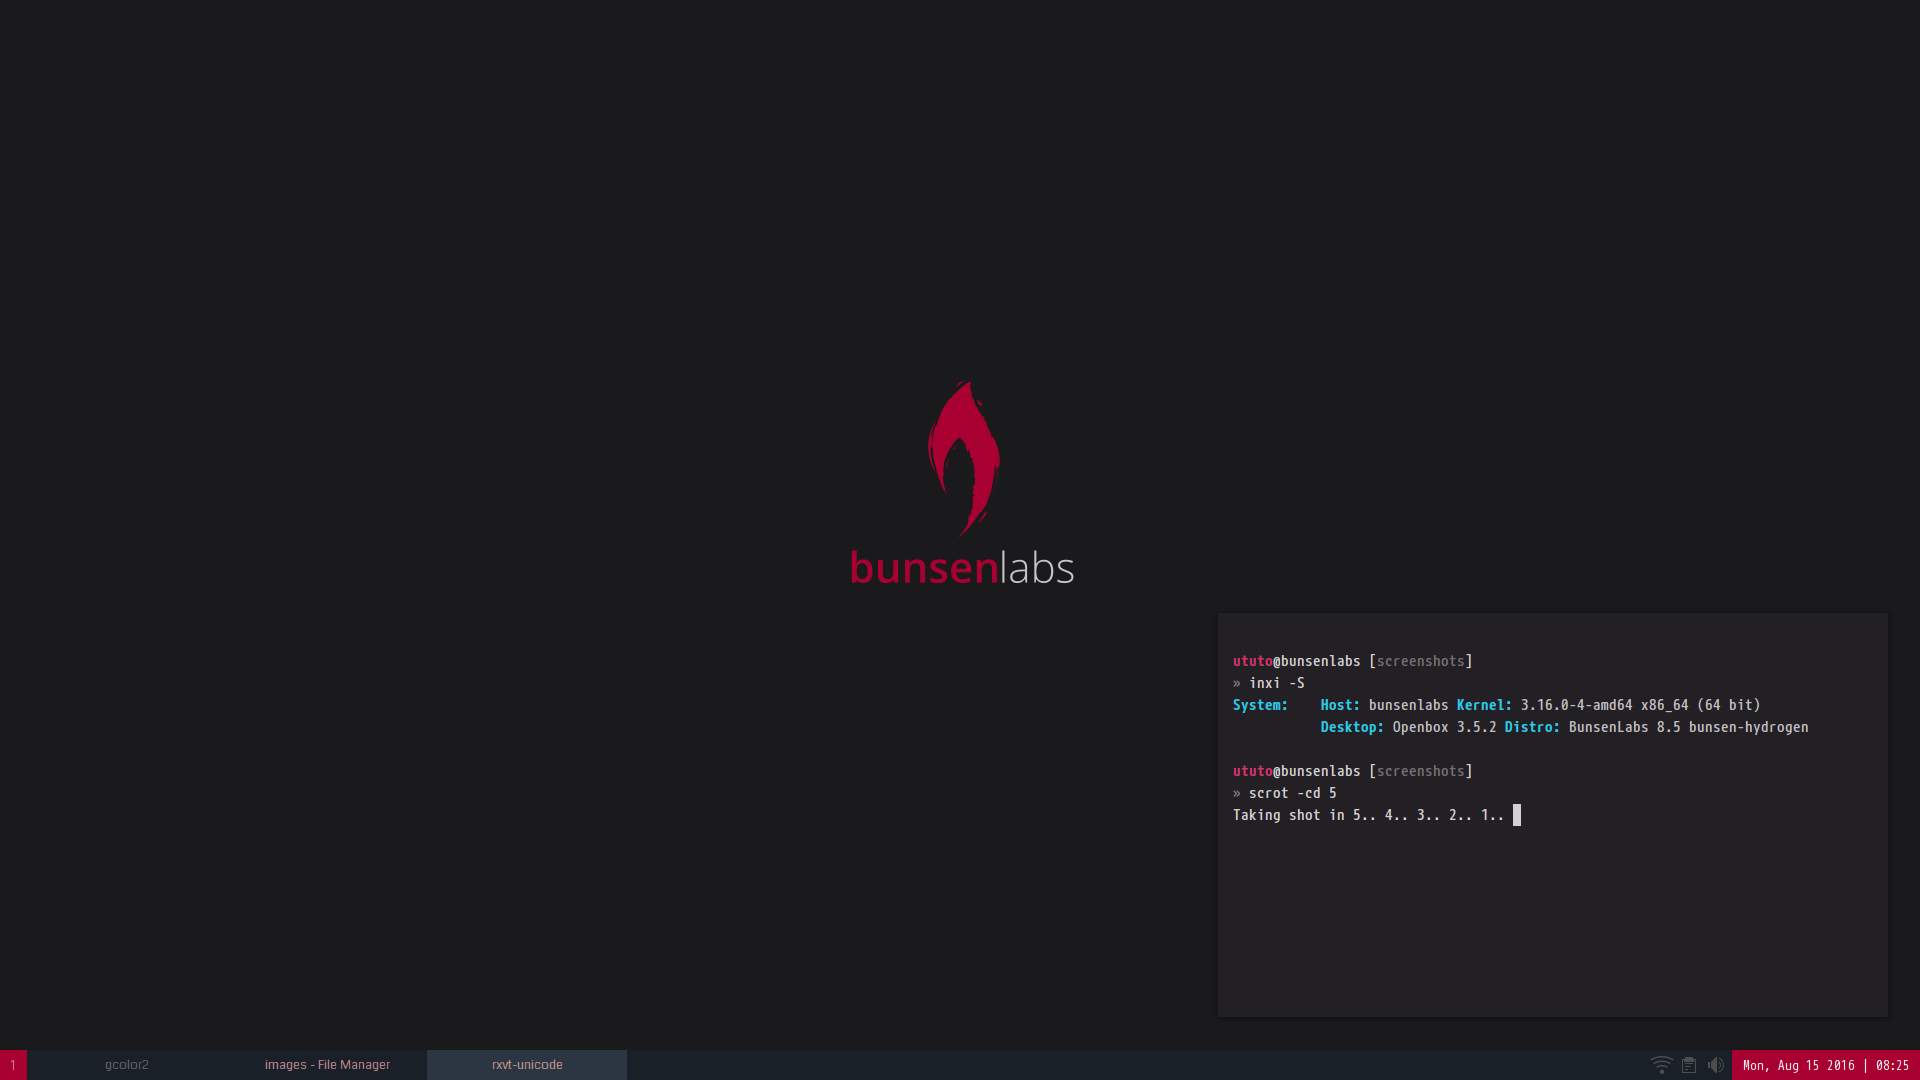 bunsenlabs
ututo@bunsenlabs [screenshots]
» inxi -S
System:    Host: bunsenlabs Kernel: 3.16.0-4-amd64 x86_64 (64 bit)
           Desktop: Openbox 3.5.2 Distro: BunsenLabs 8.5 bunsen-hydrogen
ututo@bunsenlabs [screenshots]
» scrot -cd 5
Taking shot in 5.. 4.. 3.. 2.. 1..
1 gcolor2 images - File Manager rxvt-unicode Mon, Aug 15 2016 | 08:25